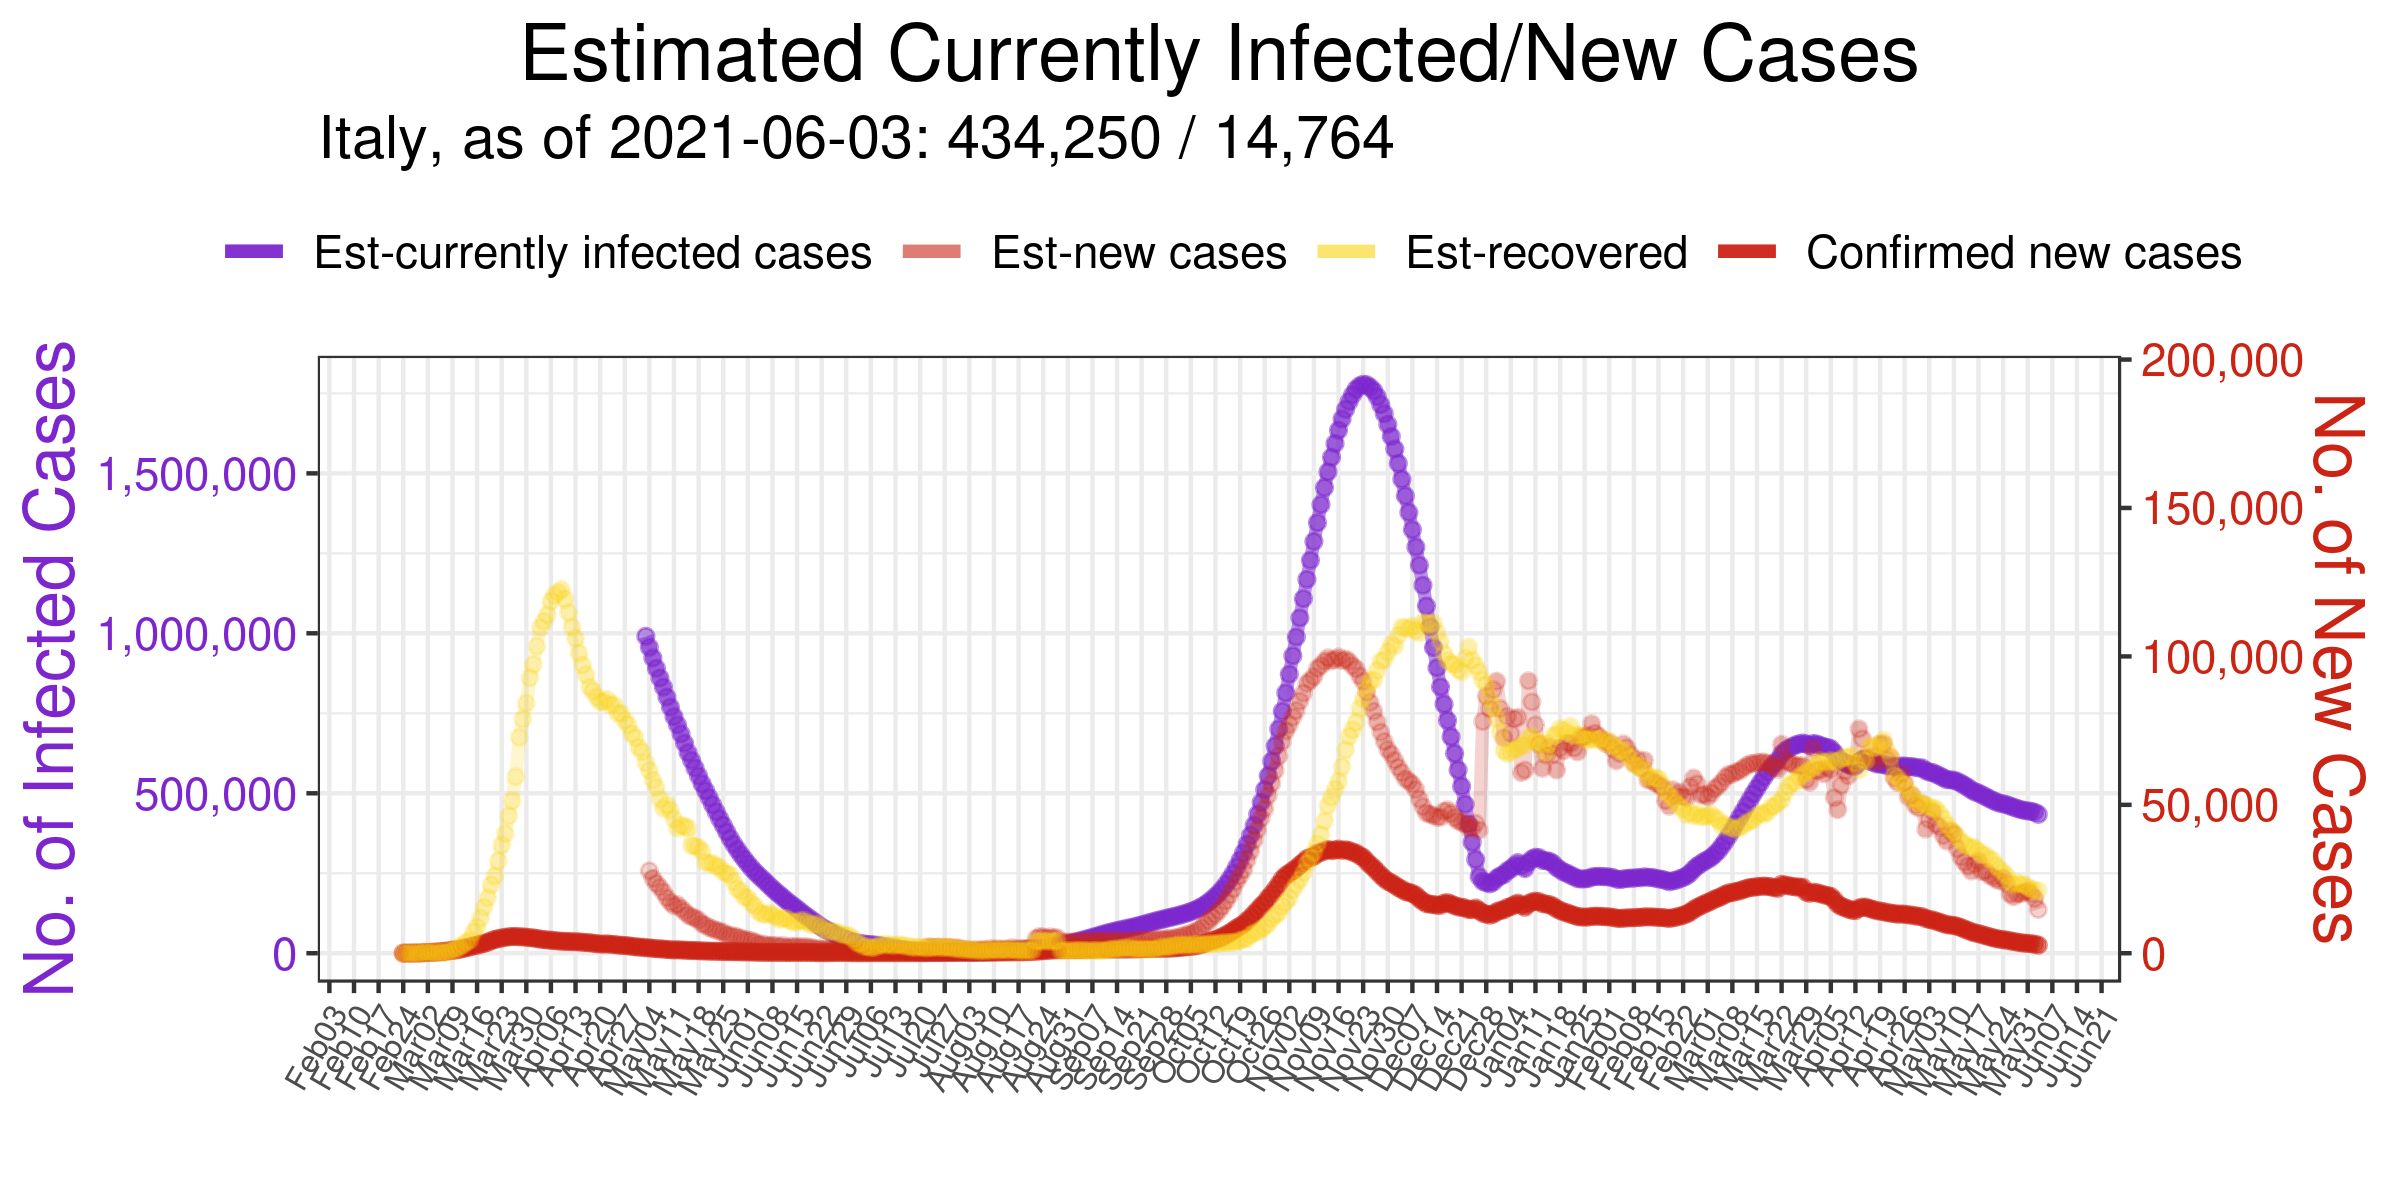 Estimated Currently Infected/New Cases
Italy, as of 2021-06-03: 434,250 / 14,764
Est-currently infected cases Est-new cases Est-recovered Confirmed new cases
No. of Infected Cases
1,500,000
1,000,000
500,000
0
200,000
150,000
100,000
50,000
0
No. of New Cases
Feb03 Feb10 Feb17 Feb24 Mar02 Mar09 Mar16 Mar23 Mar30 Apr06 Apr13 Apr20 Apr27 May04 May11 May18 May25 Jun01 Jun08 Jun15 Jun22 Jun29 Jul06 Jul13 Jul20 Jul27 Aug03 Aug10 Aug17 Aug24 Aug31 Sep07 Sep14 Sep21 Sep28 Oct05 Oct12 Oct19 Oct26 Nov02 Nov09 Nov16 Nov23 Nov30 Dec07 Dec14 Dec21 Dec28 Jan04 Jan11 Jan18 Jan25 Feb01 Feb08 Feb15 Feb22 Mar01 Mar08 Mar15 Mar22 Mar29 Apr05 Apr12 Apr19 Apr26 May03 May10 May17 May24 May31 Jun07 Jun14 Jun21